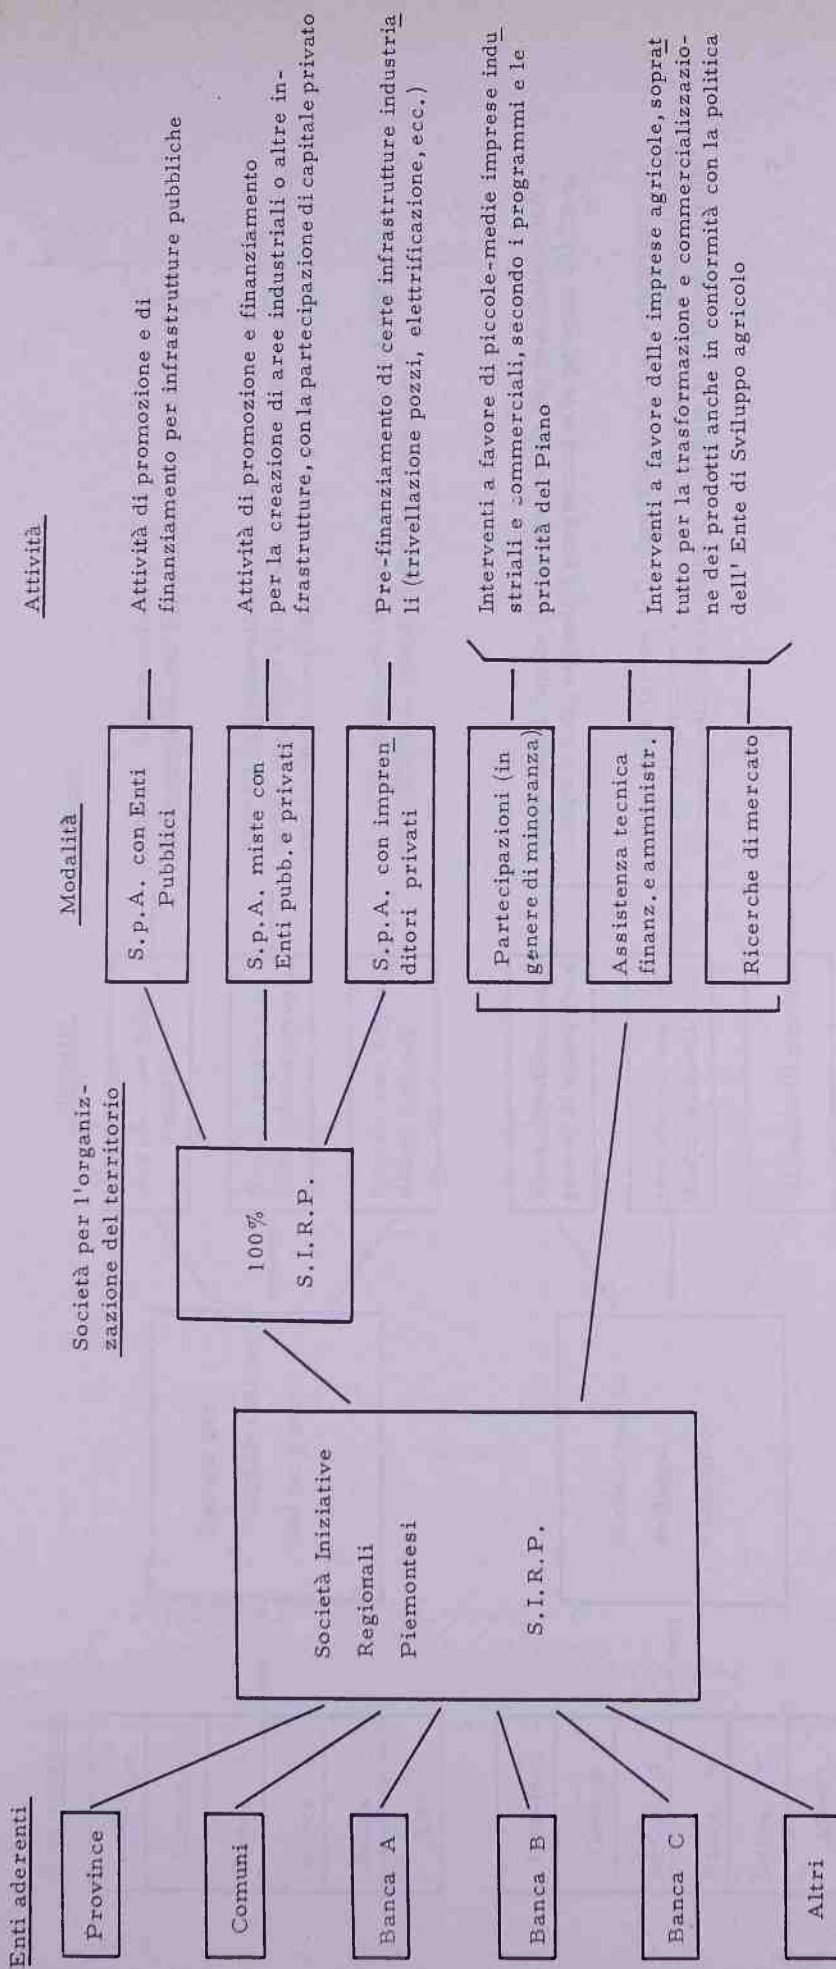 Enti aderenti
Province
Comuni
Banca A
Banca B
Banca C
Altri
Società Iniziative
Regionali
Piemontesi
S.I.R.P.
Società per l'organiz-
zazione del territorio
100%
S.I.R.P.
Modalità
S.p.A. con Enti
Pubblici
S.p.A. miste con
Enti pubb. e privati
S.p.A. con impren
ditori privati
Partecipazioni (in
genere di minoranza)
Assistenza tecnica
finanz. e amministr.
Ricerche di mercato
Attività
Attività di promozione e di
finanziamento per infrastrutture pubbliche
Attività di promozione e finanziamento
per la creazione di aree industriali o altre in-
frastrutture, con la partecipazione di capitale privato
Pre-finanziamento di certe infrastrutture industria
li (trivellazione pozzi, elettrificazione, ecc.)
Interventi a favore di piccole-medie imprese indu
striali e commerciali, secondo i programmi e le
priorità del Piano
Interventi a favore delle imprese agricole, soprat
tutto per la trasformazione e commercializzazio-
ne dei prodotti anche in conformità con la politica
dell' Ente di Sviluppo agricolo